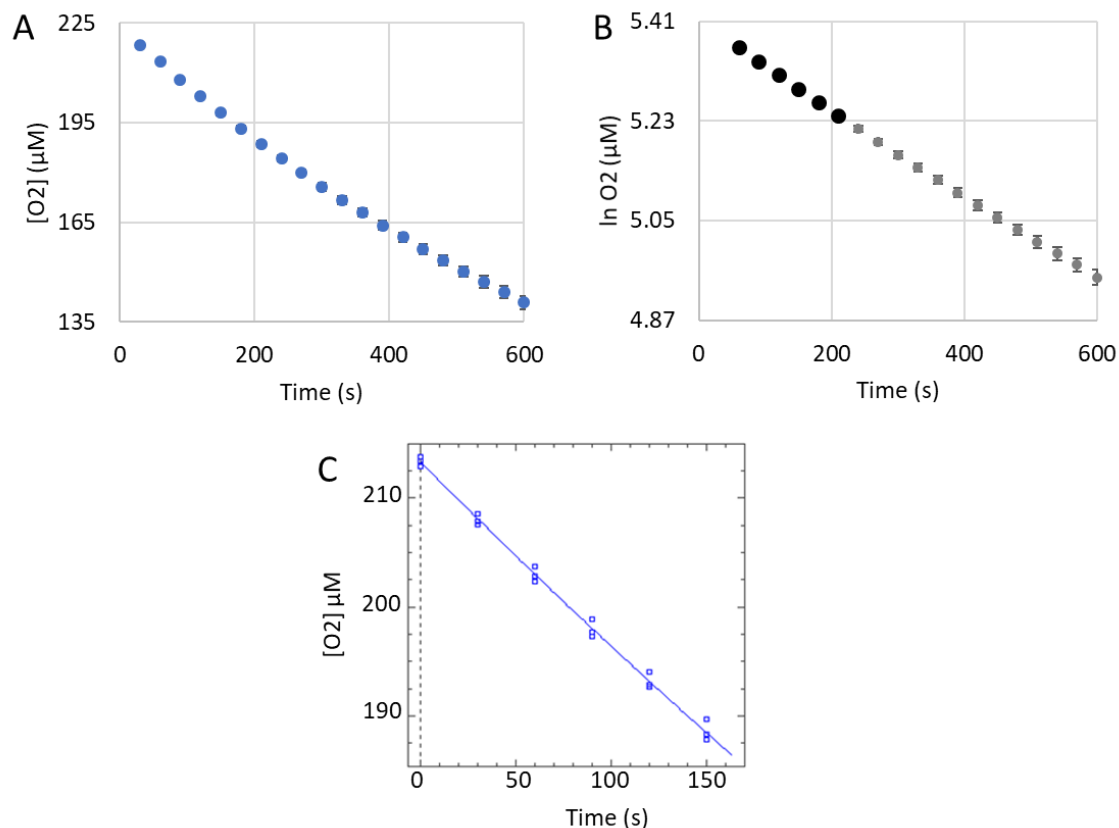 A
225
195
165
135
[O2] (µM)
0 200 400 600
Time (s)
B
5.41
5.23
5.05
4.87
ln O2 (µM)
0 200 400 600
Time (s)
C
210
200
190
[O2] µM
0 50 100 150
Time (s)